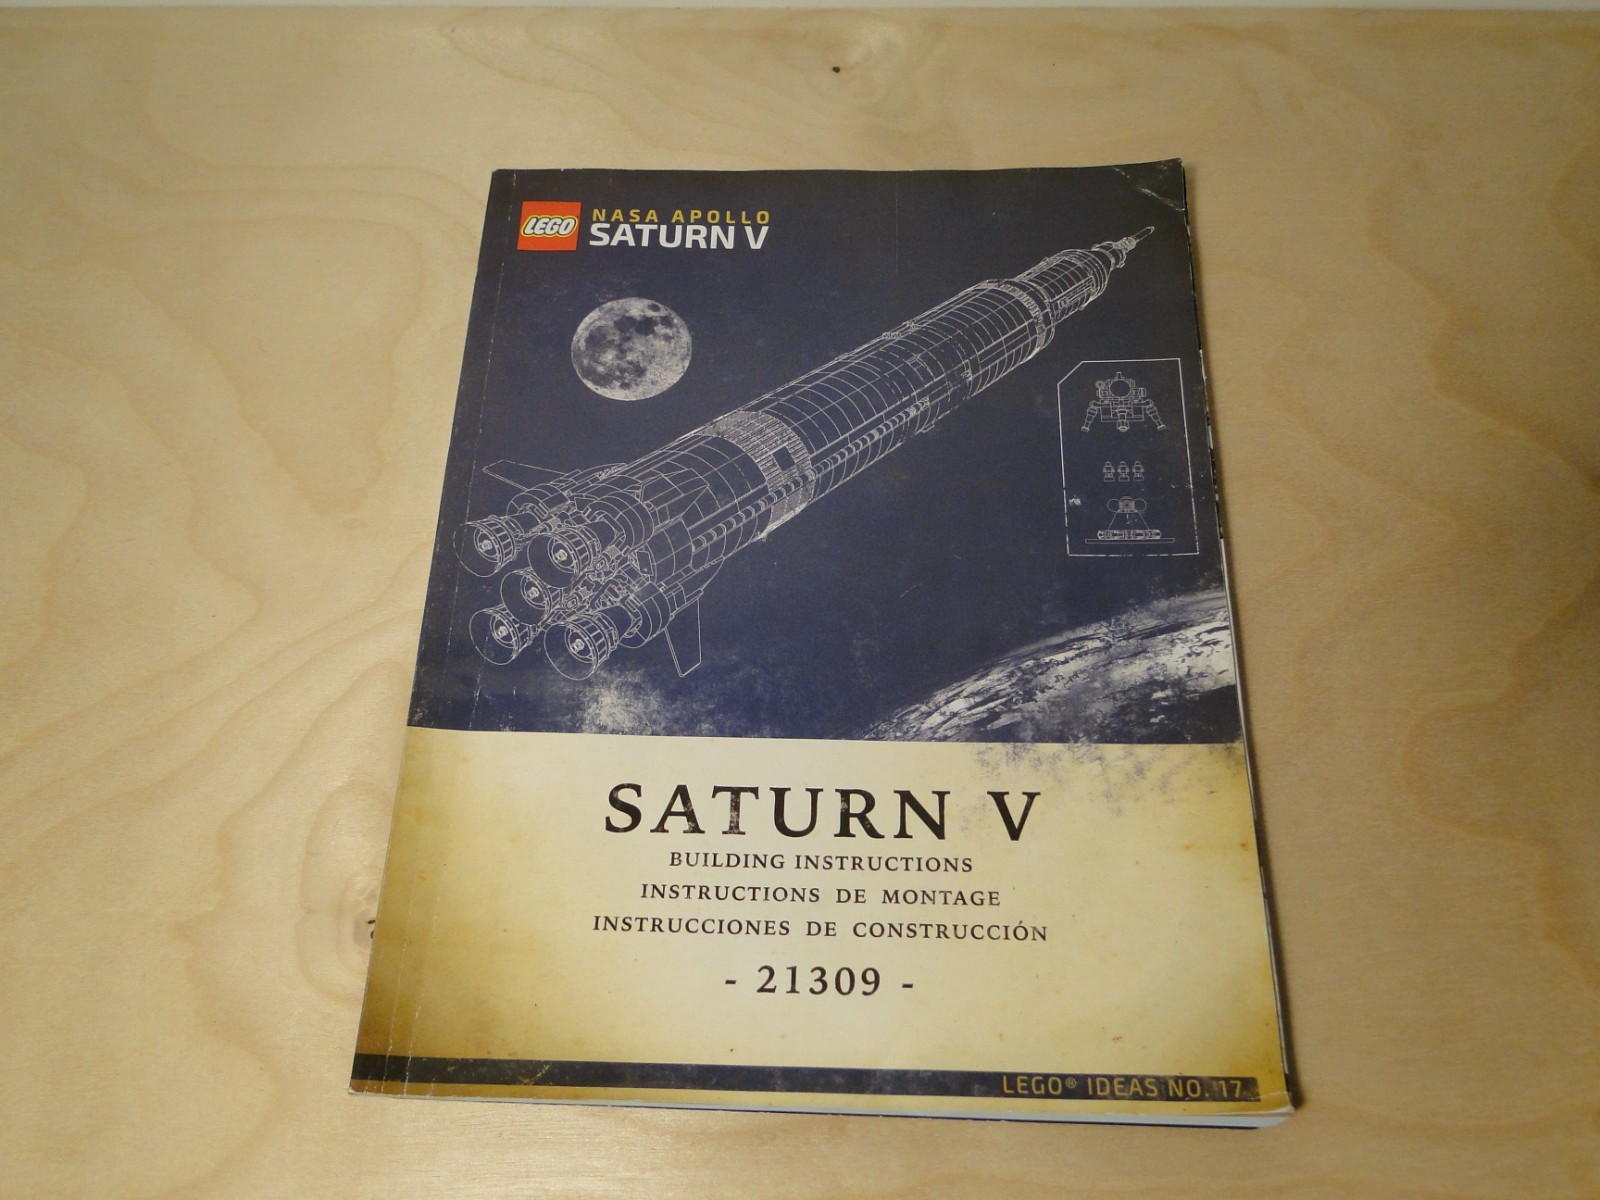 LEGO
NASA APOLLO
SATURN V
SATURN V
BUILDING INSTRUCTIONS
INSTRUCTIONS DE MONTAGE
INSTRUCCIONES DE CONSTRUCCIÓN
- 21309 -
LEGO® IDEAS NO. 17